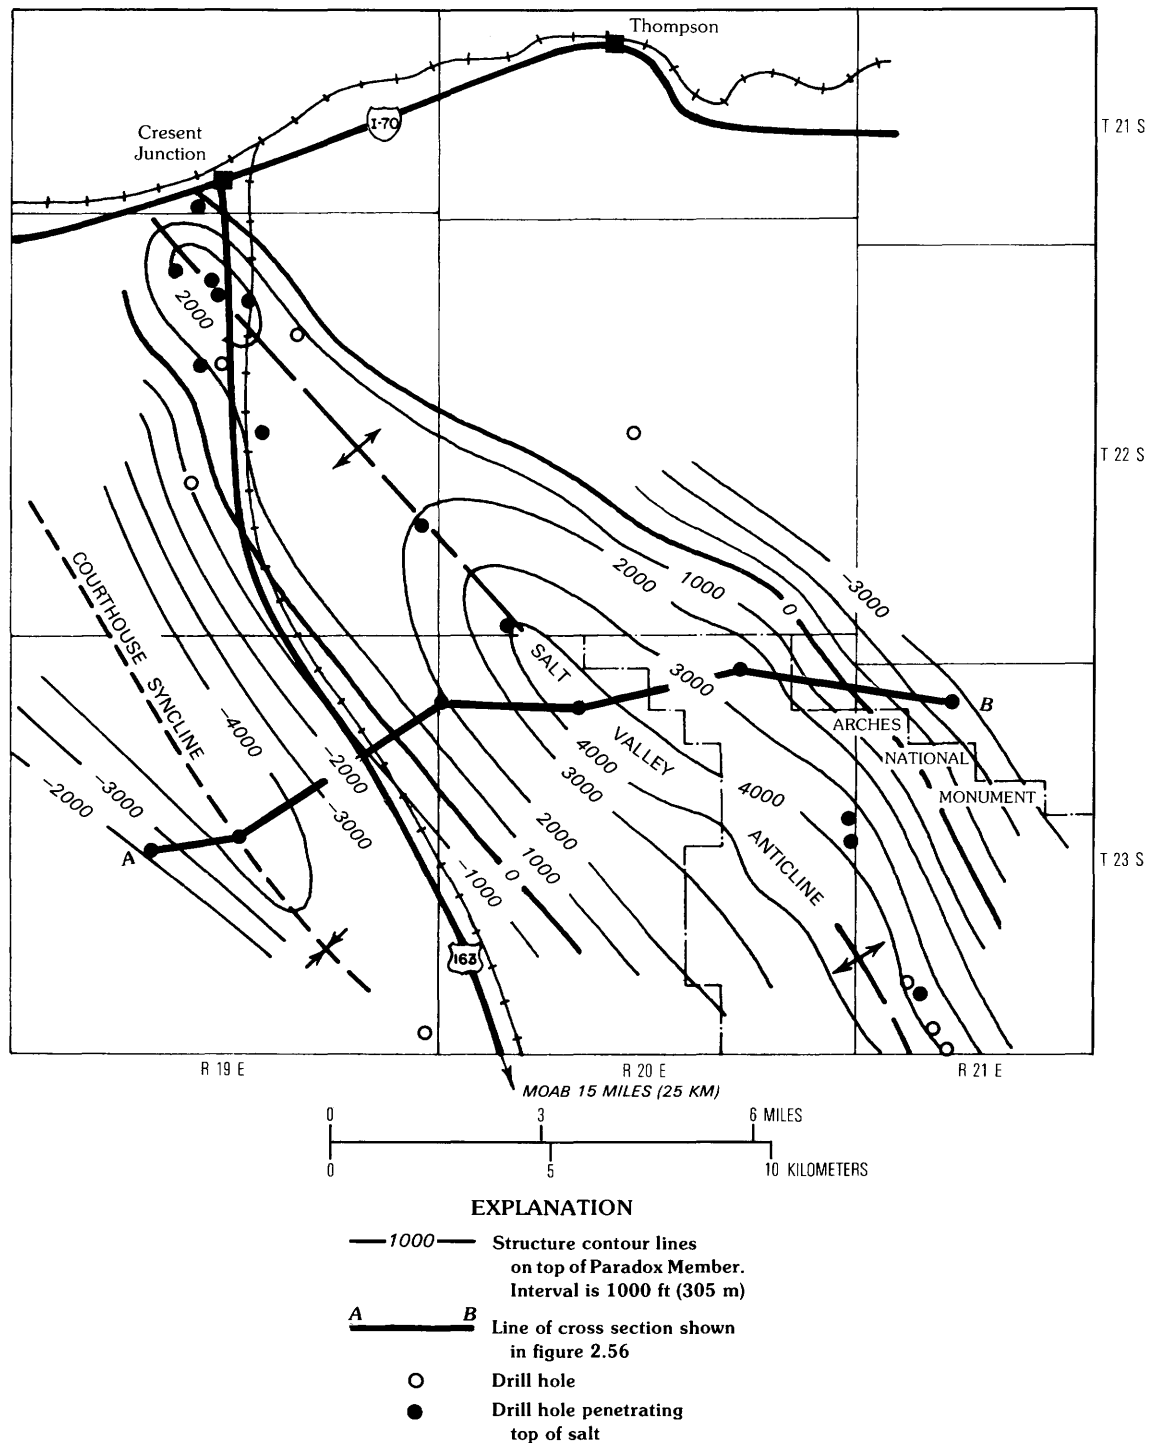 Thompson
I-70
Cresent
Junction
T 21 S
2000
T 22 S
COURTHOUSE SYNCLINE
2000
1000
0
-3000
SALT
VALLEY
ANTICLINE
3000
B
ARCHES
NATIONAL
MONUMENT
-4000
-2000
-3000
4000
3000
2000
1000
0
-1000
4000
-3000
-2000
A
T 23 S
163
R 19 E
R 20 E
R 21 E
MOAB 15 MILES (25 KM)
0 3 6 MILES
0 5 10 KILOMETERS
EXPLANATION
1000 Structure contour lines
on top of Paradox Member.
Interval is 1000 ft (305 m)
A B
Line of cross section shown
in figure 2.56
Drill hole
Drill hole penetrating
top of salt